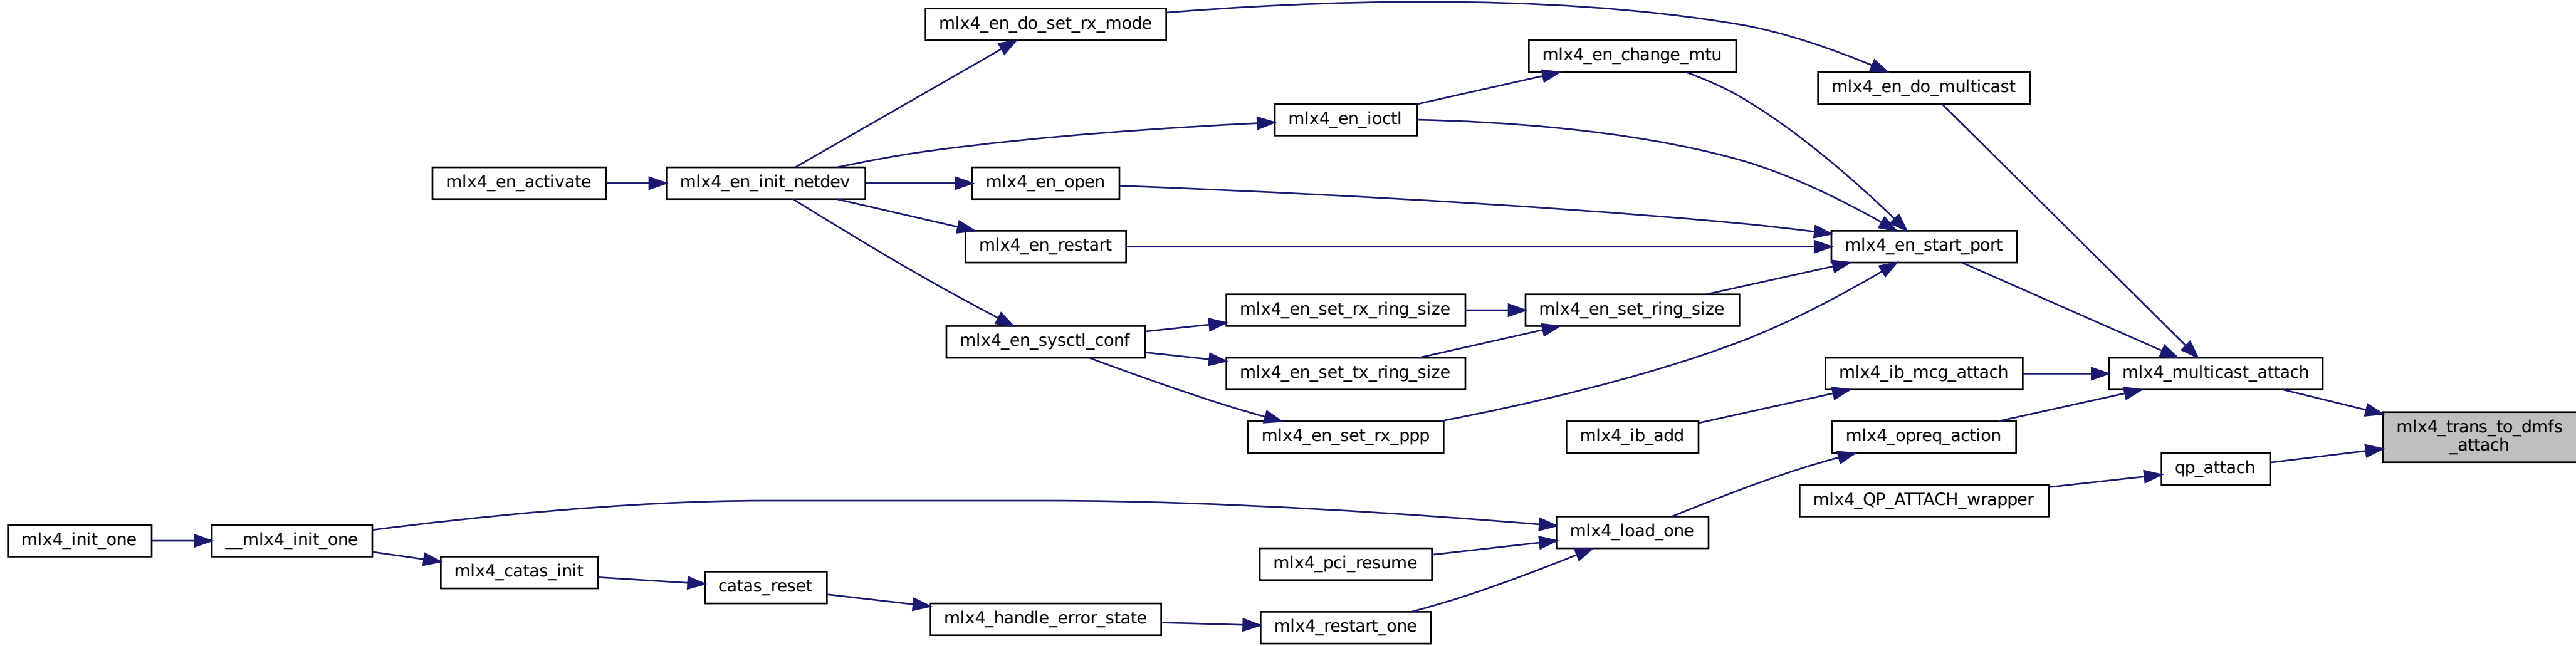 mlx4_en_do_set_rx_mode
mlx4_en_change_mtu
mlx4_en_do_multicast
mlx4_en_ioctl
mlx4_en_activate
mlx4_en_init_netdev
mlx4_en_open
mlx4_en_restart
mlx4_en_start_port
mlx4_en_set_rx_ring_size
mlx4_en_set_ring_size
mlx4_en_sysctl_conf
mlx4_en_set_tx_ring_size
mlx4_ib_mcg_attach
mlx4_multicast_attach
mlx4_en_set_rx_ppp
mlx4_ib_add
mlx4_opreq_action
mlx4_trans_to_dmfs
_attach
qp_attach
mlx4_QP_ATTACH_wrapper
mlx4_init_one
__mlx4_init_one
mlx4_load_one
mlx4_pci_resume
mlx4_catas_init
catas_reset
mlx4_handle_error_state
mlx4_restart_one